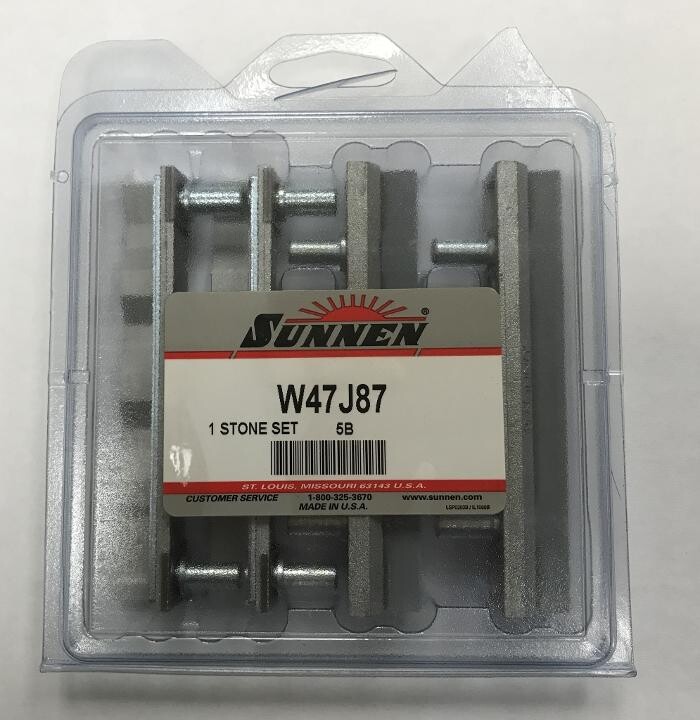 SUNNEN®
W47J87
1 STONE SET 5B
ST. LOUIS, MISSOURI 63143 U.S.A.
CUSTOMER SERVICE 1-800-325-3670 www.sunnen.com
MADE IN U.S.A.